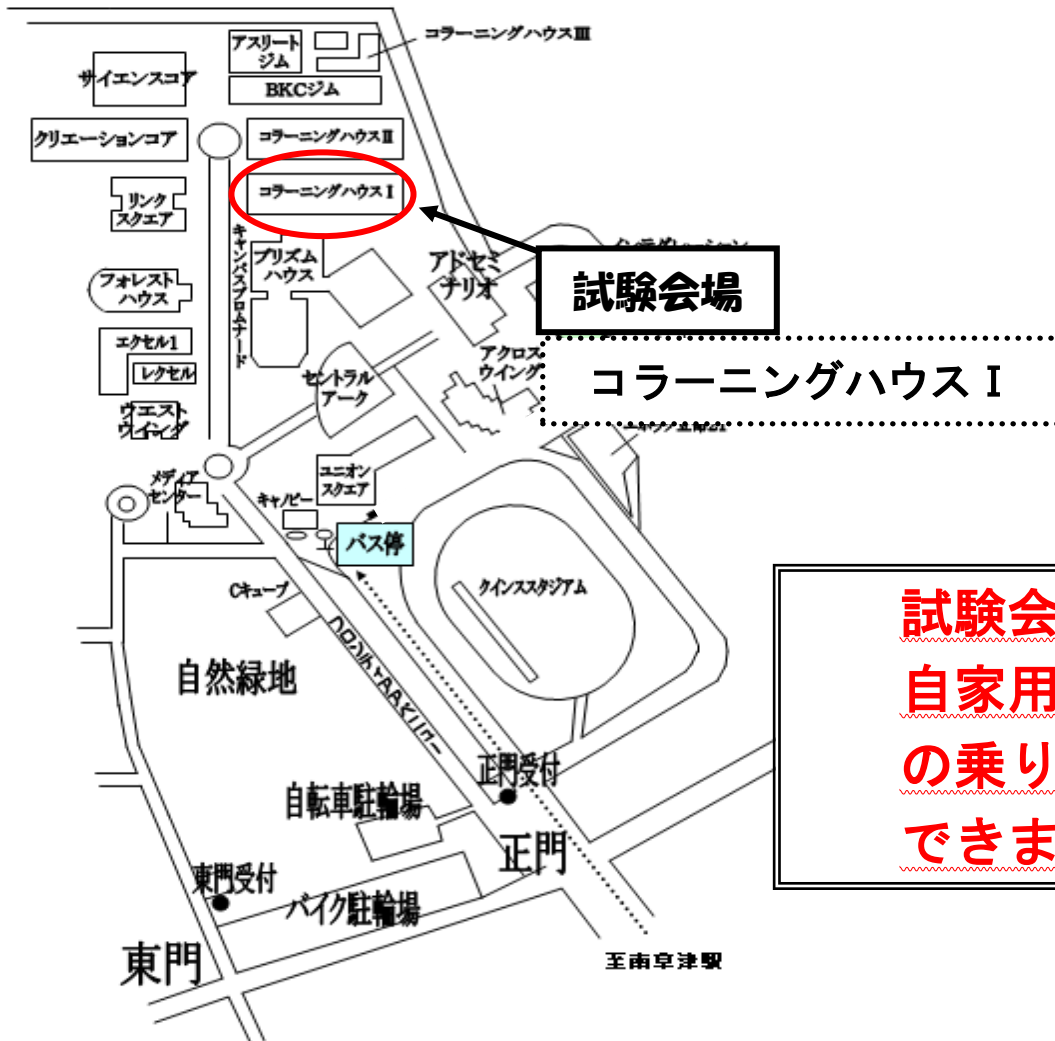 アスリート
ジム
コラーニングハウスⅢ
サイエンスコア
BKCジム
クリエーションコア
コラーニングハウスⅡ
コラーニングハウスⅠ
リンク
スクエア
キャンパスプロムナード
プリズム
ハウス
アドセミ
ナリオ
試験会場
フォレスト
ハウス
エクセル1
レクセル
セントラル
アーク
アクロス
ウイング
コラーニングハウスⅠ
ウエスト
ウイング
メディア
センター
ユニオン
スクエア
キャノピー
バス停
Cキューブ
クインススタジアム
自然緑地
試験会
自家用
の乗り
できま
正門受付
自転車駐輪場
正門
東門受付
バイク駐輪場
東門
至南草津駅